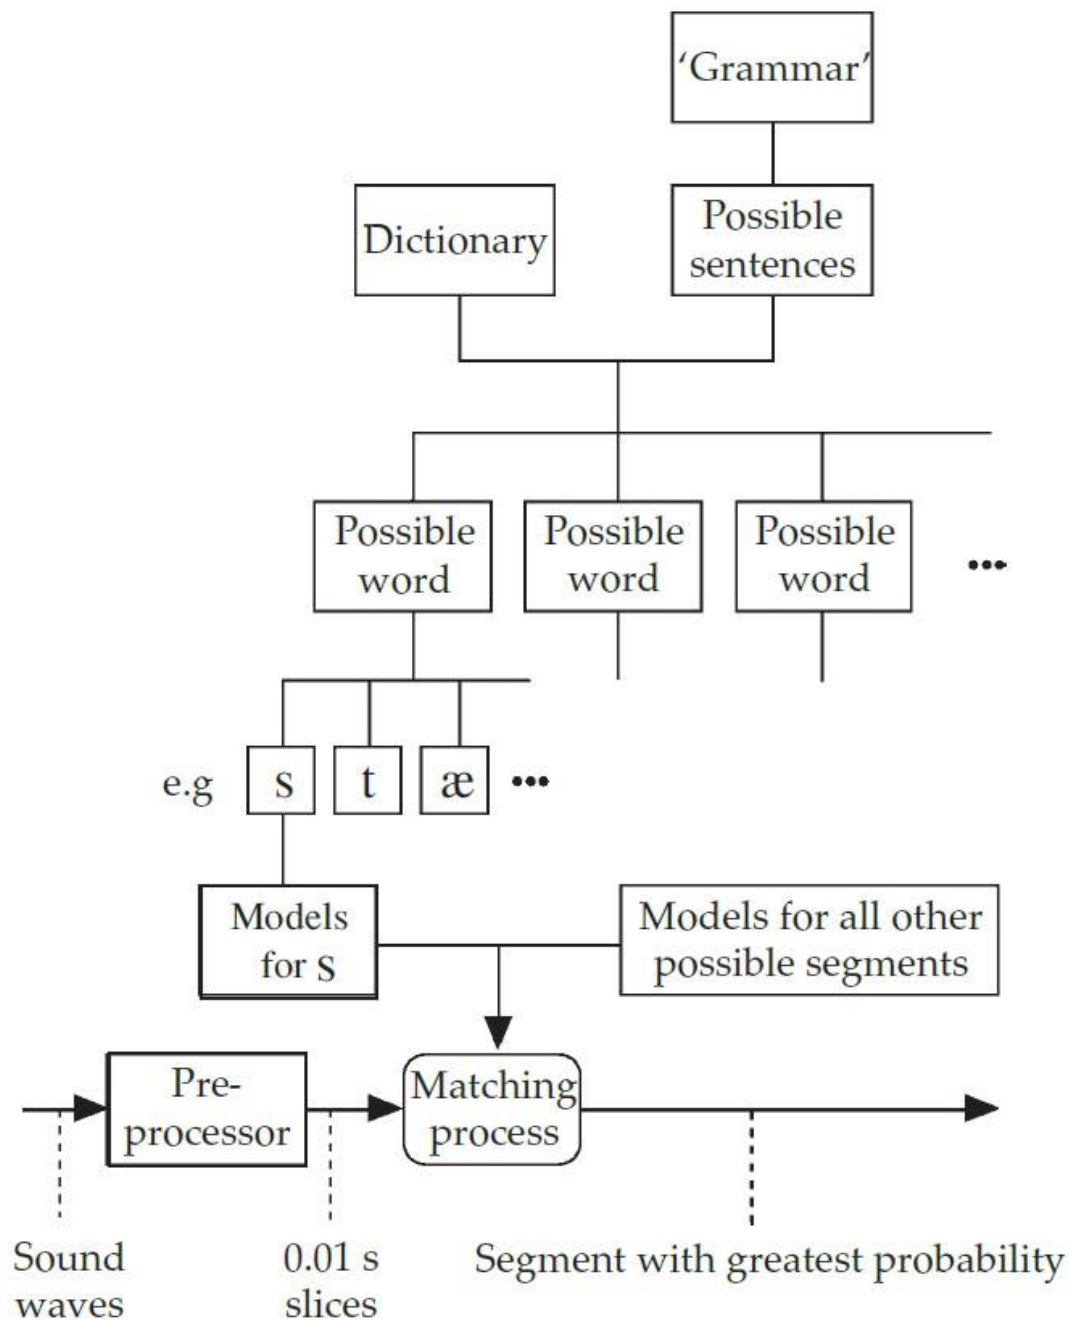 ‘Grammar’
Dictionary
Possible
sentences
Possible
word
Possible
word
Possible
word
...
e.g
s
t
æ
...
Models
for s
Models for all other
possible segments
Pre-
processor
Matching
process
Sound
waves
0.01 s
slices
Segment with greatest probability